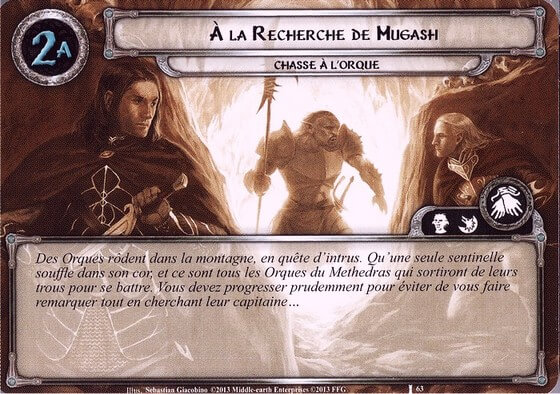 2A
À la Recherche de Mugash
Chasse à l'Orque
Des Orques rôdent dans la montagne, en quête d'intrus. Qu'une seule sentinelle
souffle dans son cor, et ce sont tous les Orques du Methedras qui sortiront de leurs
trous pour se battre. Vous devez progresser prudemment pour éviter de vous faire
remarquer tout en cherchant leur capitaine…
Illus. Sebastian Giacobino ©2013 Middle-earth Enterprises ©2013 FFG. 63